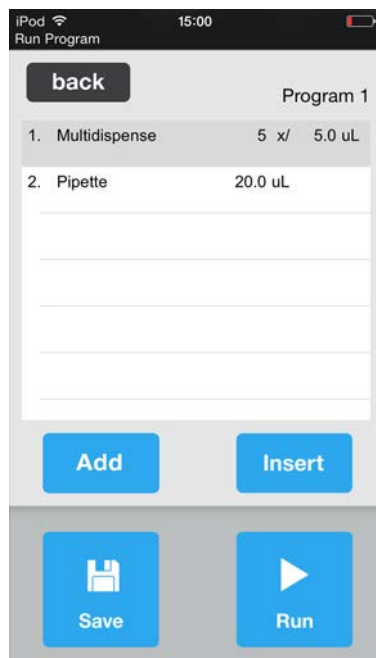 iPod 15:00
Run Program
back
Program 1
1. Multidispense 5 x/ 5.0 uL
2. Pipette 20.0 uL
Add Insert
Save Run